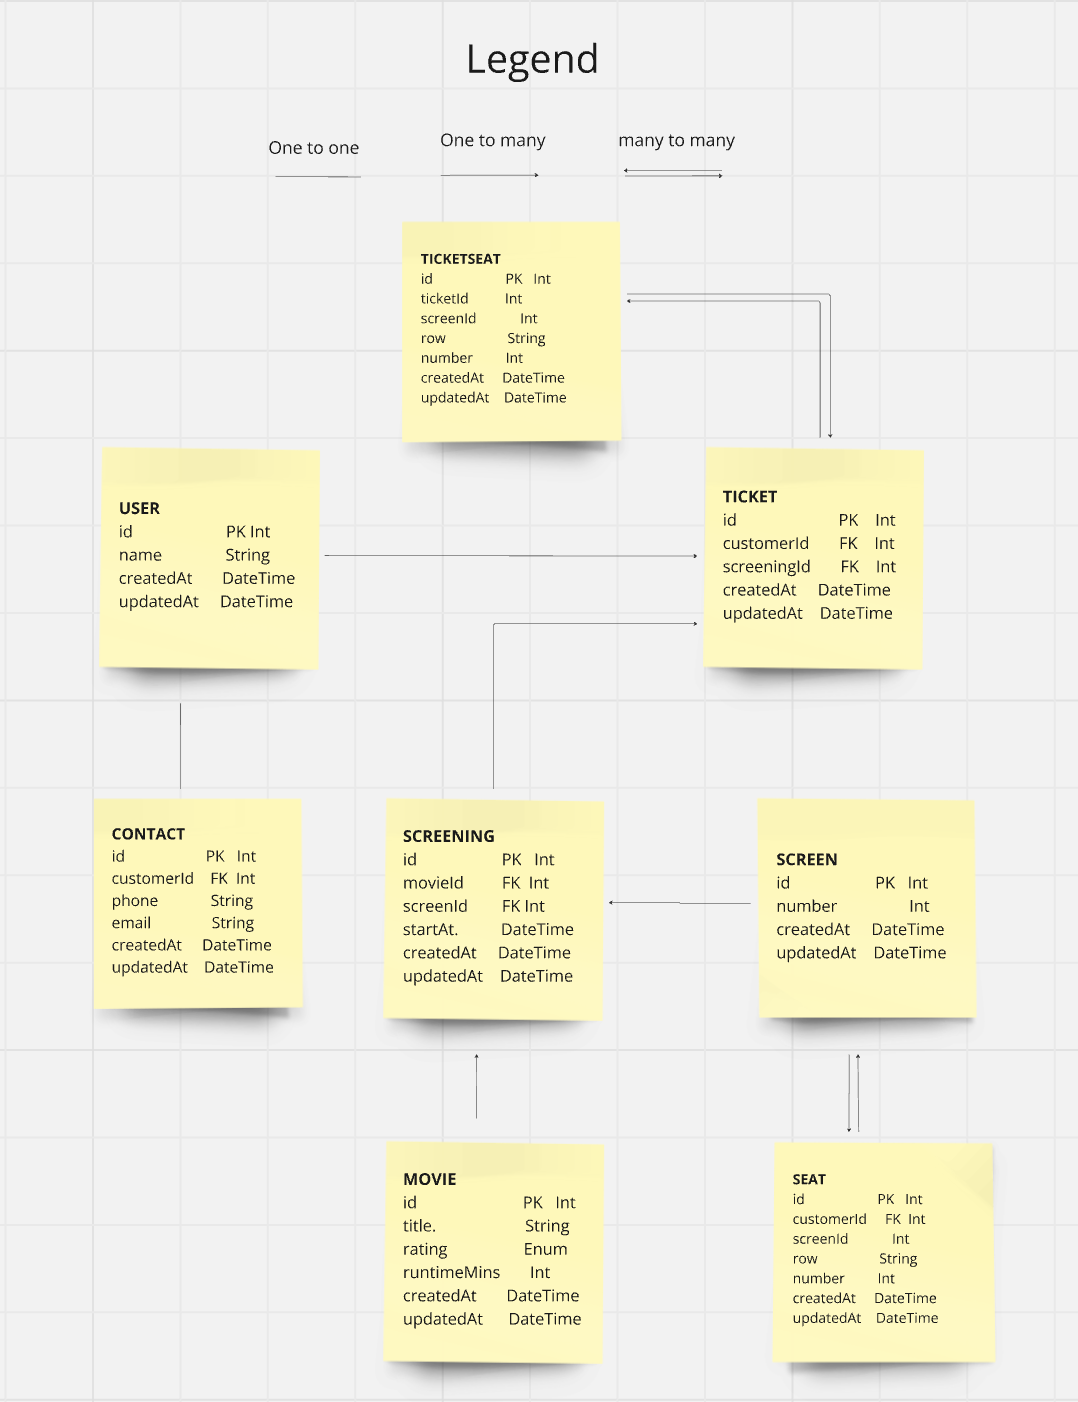 Legend
One to one
One to many
many to many
TICKETSEAT
id PK Int
ticketId Int
screenId Int
row String
number Int
createdAt DateTime
updatedAt DateTime
USER
id PK Int
name String
createdAt DateTime
updatedAt DateTime
TICKET
id PK Int
customerId FK Int
screeningId FK Int
createdAt DateTime
updatedAt DateTime
CONTACT
id PK Int
customerId FK Int
phone String
email String
createdAt DateTime
updatedAt DateTime
SCREENING
id PK Int
movieId FK Int
screenId FK Int
startAt. DateTime
createdAt DateTime
updatedAt DateTime
SCREEN
id PK Int
number Int
createdAt DateTime
updatedAt DateTime
MOVIE
id PK Int
title. String
rating Enum
runtimeMins Int
createdAt DateTime
updatedAt DateTime
SEAT
id PK Int
customerId FK Int
screenId Int
row String
number Int
createdAt DateTime
updatedAt DateTime